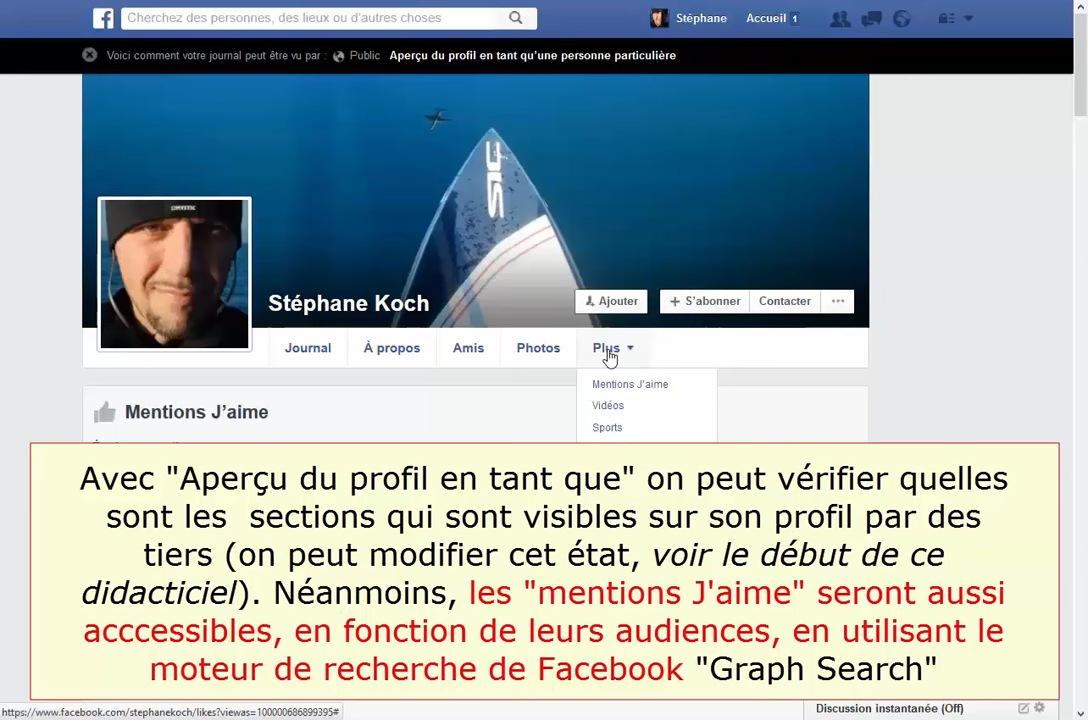 Cherchez des personnes, des lieux ou d'autres choses
Stéphane Accueil 1
Voici comment votre journal peut être vu par : Public Aperçu du profil en tant qu'une personne particulière
SIC
MYSTIC
Stéphane Koch
Ajouter
S'abonner
Contacter
Journal
À propos
Amis
Photos
Plus
Mentions J'aime
Vidéos
Sports
Mentions J'aime
Avec "Aperçu du profil en tant que" on peut vérifier quelles
sont les sections qui sont visibles sur son profil par des
tiers (on peut modifier cet état, voir le début de ce
didacticiel). Néanmoins, les "mentions J'aime" seront aussi
acccessibles, en fonction de leurs audiences, en utilisant le
moteur de recherche de Facebook "Graph Search"
https://www.facebook.com/stephanekoch/likes?viewas=100000686899395#
Discussion instantanée (Off)